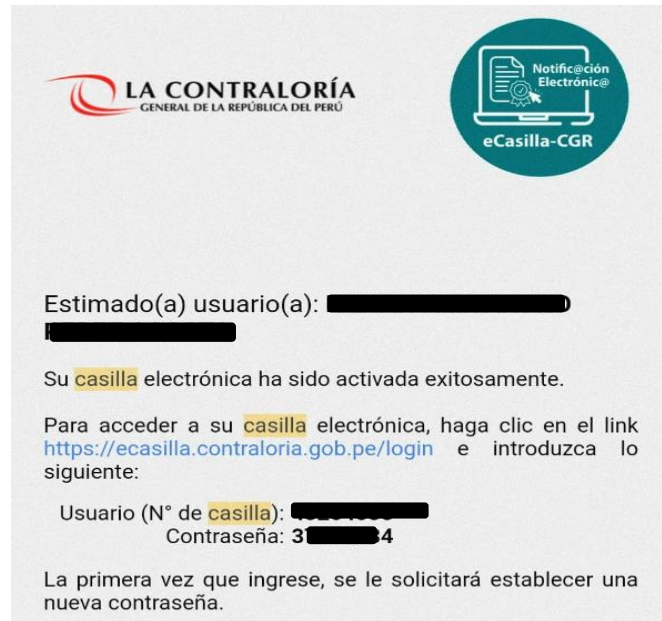 LA CONTRALORÍA
GENERAL DE LA REPÚBLICA DEL PERÚ
Notific@ción
Electrónic@
eCasilla-CGR
Estimado(a) usuario(a):
Su casilla electrónica ha sido activada exitosamente.
Para acceder a su casilla electrónica, haga clic en el link
https://ecasilla.contraloria.gob.pe/login e introduzca lo
siguiente:
Usuario (N° de casilla):
Contraseña:
La primera vez que ingrese, se le solicitará establecer una
nueva contraseña.